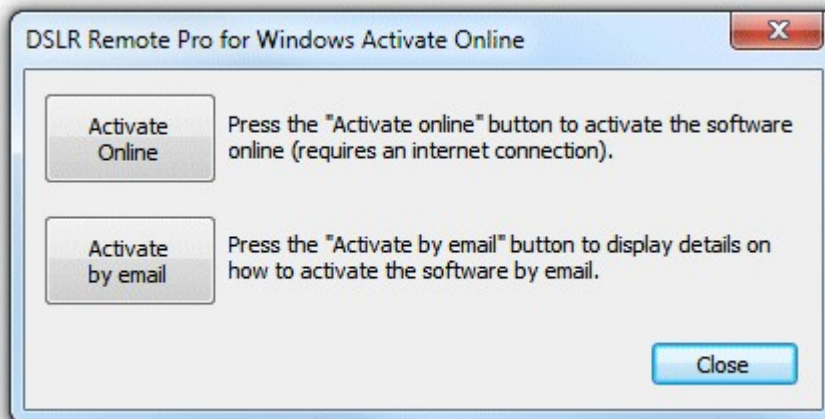 DSLR Remote Pro for Windows Activate Online
Activate
Online
Press the "Activate online" button to activate the software
online (requires an internet connection).
Activate
by email
Press the "Activate by email" button to display details on
how to activate the software by email.
Close